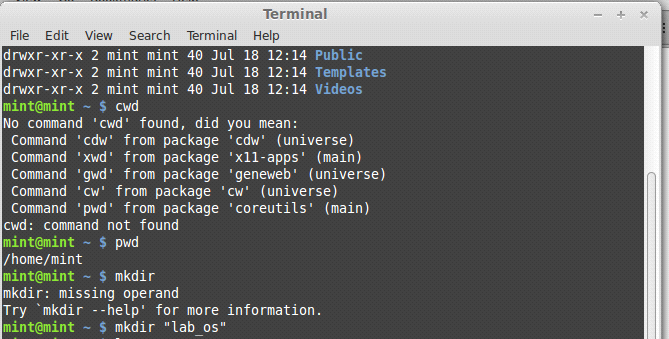 Terminal
File Edit View Search Terminal Help
drwxr-xr-x 2 mint mint 40 Jul 18 12:14 Public
drwxr-xr-x 2 mint mint 40 Jul 18 12:14 Templates
drwxr-xr-x 2 mint mint 40 Jul 18 12:14 Videos
mint@mint ~ $ cwd
No command 'cwd' found, did you mean:
 Command 'cdw' from package 'cdw' (universe)
 Command 'xwd' from package 'x11-apps' (main)
 Command 'gwd' from package 'geneweb' (universe)
 Command 'cw' from package 'cw' (universe)
 Command 'pwd' from package 'coreutils' (main)
cwd: command not found
mint@mint ~ $ pwd
/home/mint
mint@mint ~ $ mkdir
mkdir: missing operand
Try `mkdir --help' for more information.
mint@mint ~ $ mkdir "lab_os"